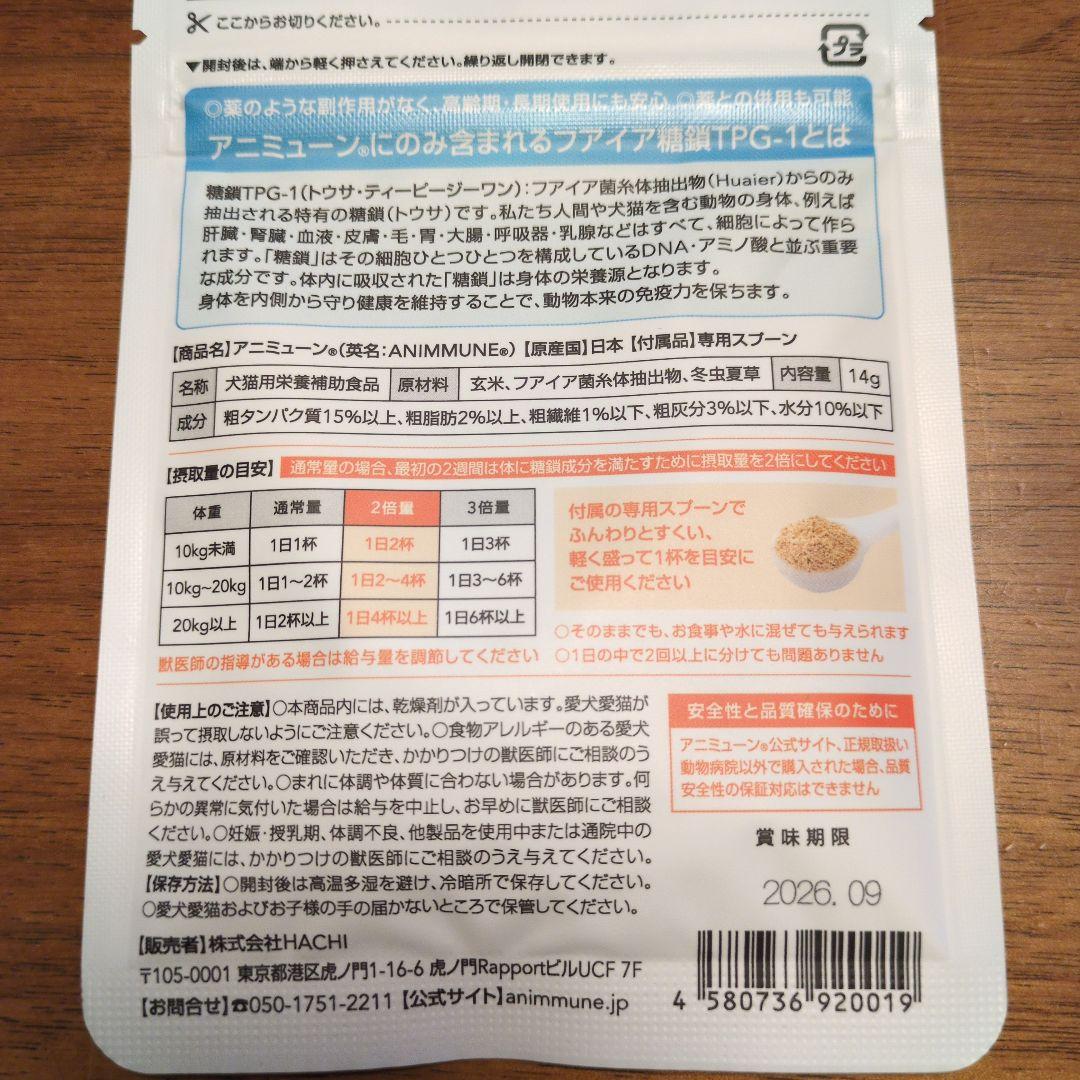 ここからお切りください。
▼開封後は、端から軽く押さえてください。繰り返し開閉できます。
プラ
◎薬のような副作用がなく、高齢期・長期使用にも安心 ◎薬との併用も可能
アニミューン®にのみ含まれるフアイア糖鎖TPG-1とは
糖鎖TPG-1(トウサ・ティーピージーワン):フアイア菌糸体抽出物(Huaier)からのみ
抽出される特有の糖鎖(トウサ)です。私たち人間や犬猫を含む動物の身体、例えば
肝臓・腎臓・血液・皮膚・毛・胃・大腸・呼吸器・乳腺などはすべて、細胞によって作ら
れます。「糖鎖」はその細胞ひとつひとつを構成しているDNA・アミノ酸と並ぶ重要
な成分です。体内に吸収された「糖鎖」は身体の栄養源となります。
身体を内側から守り健康を維持することで、動物本来の免疫力を保ちます。
【商品名】アニミューン®(英名:ANIMMUNE®)【原産国】日本【付属品】専用スプーン
名称 犬猫用栄養補助食品 原材料 玄米、フアイア菌糸体抽出物、冬虫夏草 内容量 14g
成分 粗タンパク質15%以上、粗脂肪2%以上、粗繊維1%以下、粗灰分3%以下、水分10%以下
【摂取量の目安】 通常量の場合、最初の2週間は体に糖鎖成分を満たすために摂取量を2倍にしてください
体重 通常量 2倍量 3倍量
10kg未満 1日1杯 1日2杯 1日3杯
10kg~20kg 1日1~2杯 1日2~4杯 1日3~6杯
20kg以上 1日2杯以上 1日4杯以上 1日6杯以上
獣医師の指導がある場合は給与量を調節してください
付属の専用スプーンで
ふんわりとすくい、
軽く盛って1杯を目安に
ご使用ください
○そのままでも、お食事や水に混ぜても与えられます
○1日の中で2回以上に分けても問題ありません
【使用上のご注意】○本商品内には、乾燥剤が入っています。愛犬愛猫が
誤って摂取しないようにご注意ください。○食物アレルギーのある愛犬
愛猫には、原材料をご確認いただき、かかりつけの獣医師にご相談のう
え与えてください。○まれに体調や体質に合わない場合があります。何
らかの異常に気付いた場合は給与を中止し、お早めに獣医師にご相談
ください。○妊娠・授乳期、体調不良、他製品を使用中または通院中の
愛犬愛猫には、かかりつけの獣医師にご相談のうえ与えてください。
【保存方法】○開封後は高温多湿を避け、冷暗所で保存してください。
○愛犬愛猫およびお子様の手の届かないところで保管してください。
【販売者】株式会社HACHI
〒105-0001 東京都港区虎ノ門1-16-6 虎ノ門RapportビルUCF 7F
【お問合せ】☎050-1751-2211【公式サイト】animmune.jp
安全性と品質確保のために
アニミューン®公式サイト、正規取扱い
動物病院以外で購入された場合、品質
安全性の保証対応はできません
賞味期限
2026. 09
4 580736 920019